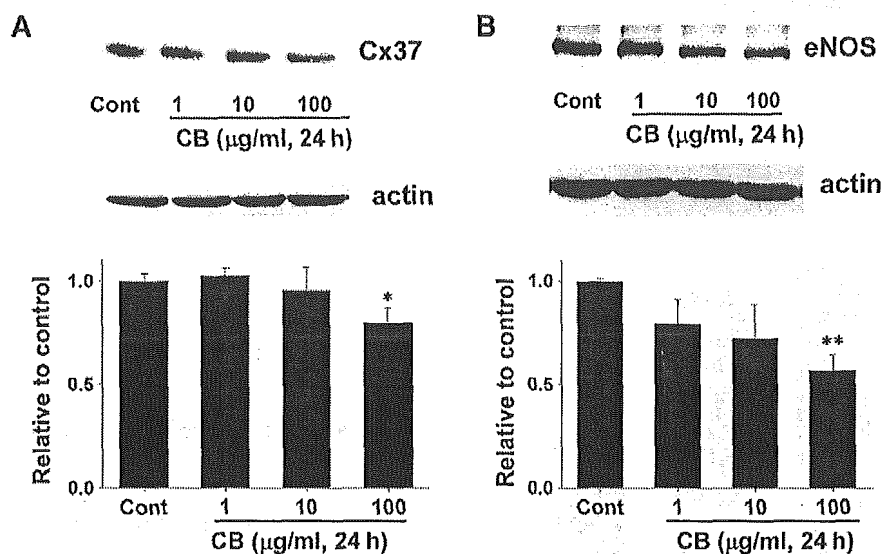 A
Cx37
Cont 1 10 100
CB (μg/ml, 24 h)
actin
Relative to control
1.0
0.5
0.0
*
Cont 1 10 100
CB (μg/ml, 24 h)
B
eNOS
Cont 1 10 100
CB (μg/ml, 24 h)
actin
Relative to control
1.0
0.5
0.0
**
Cont 1 10 100
CB (μg/ml, 24 h)